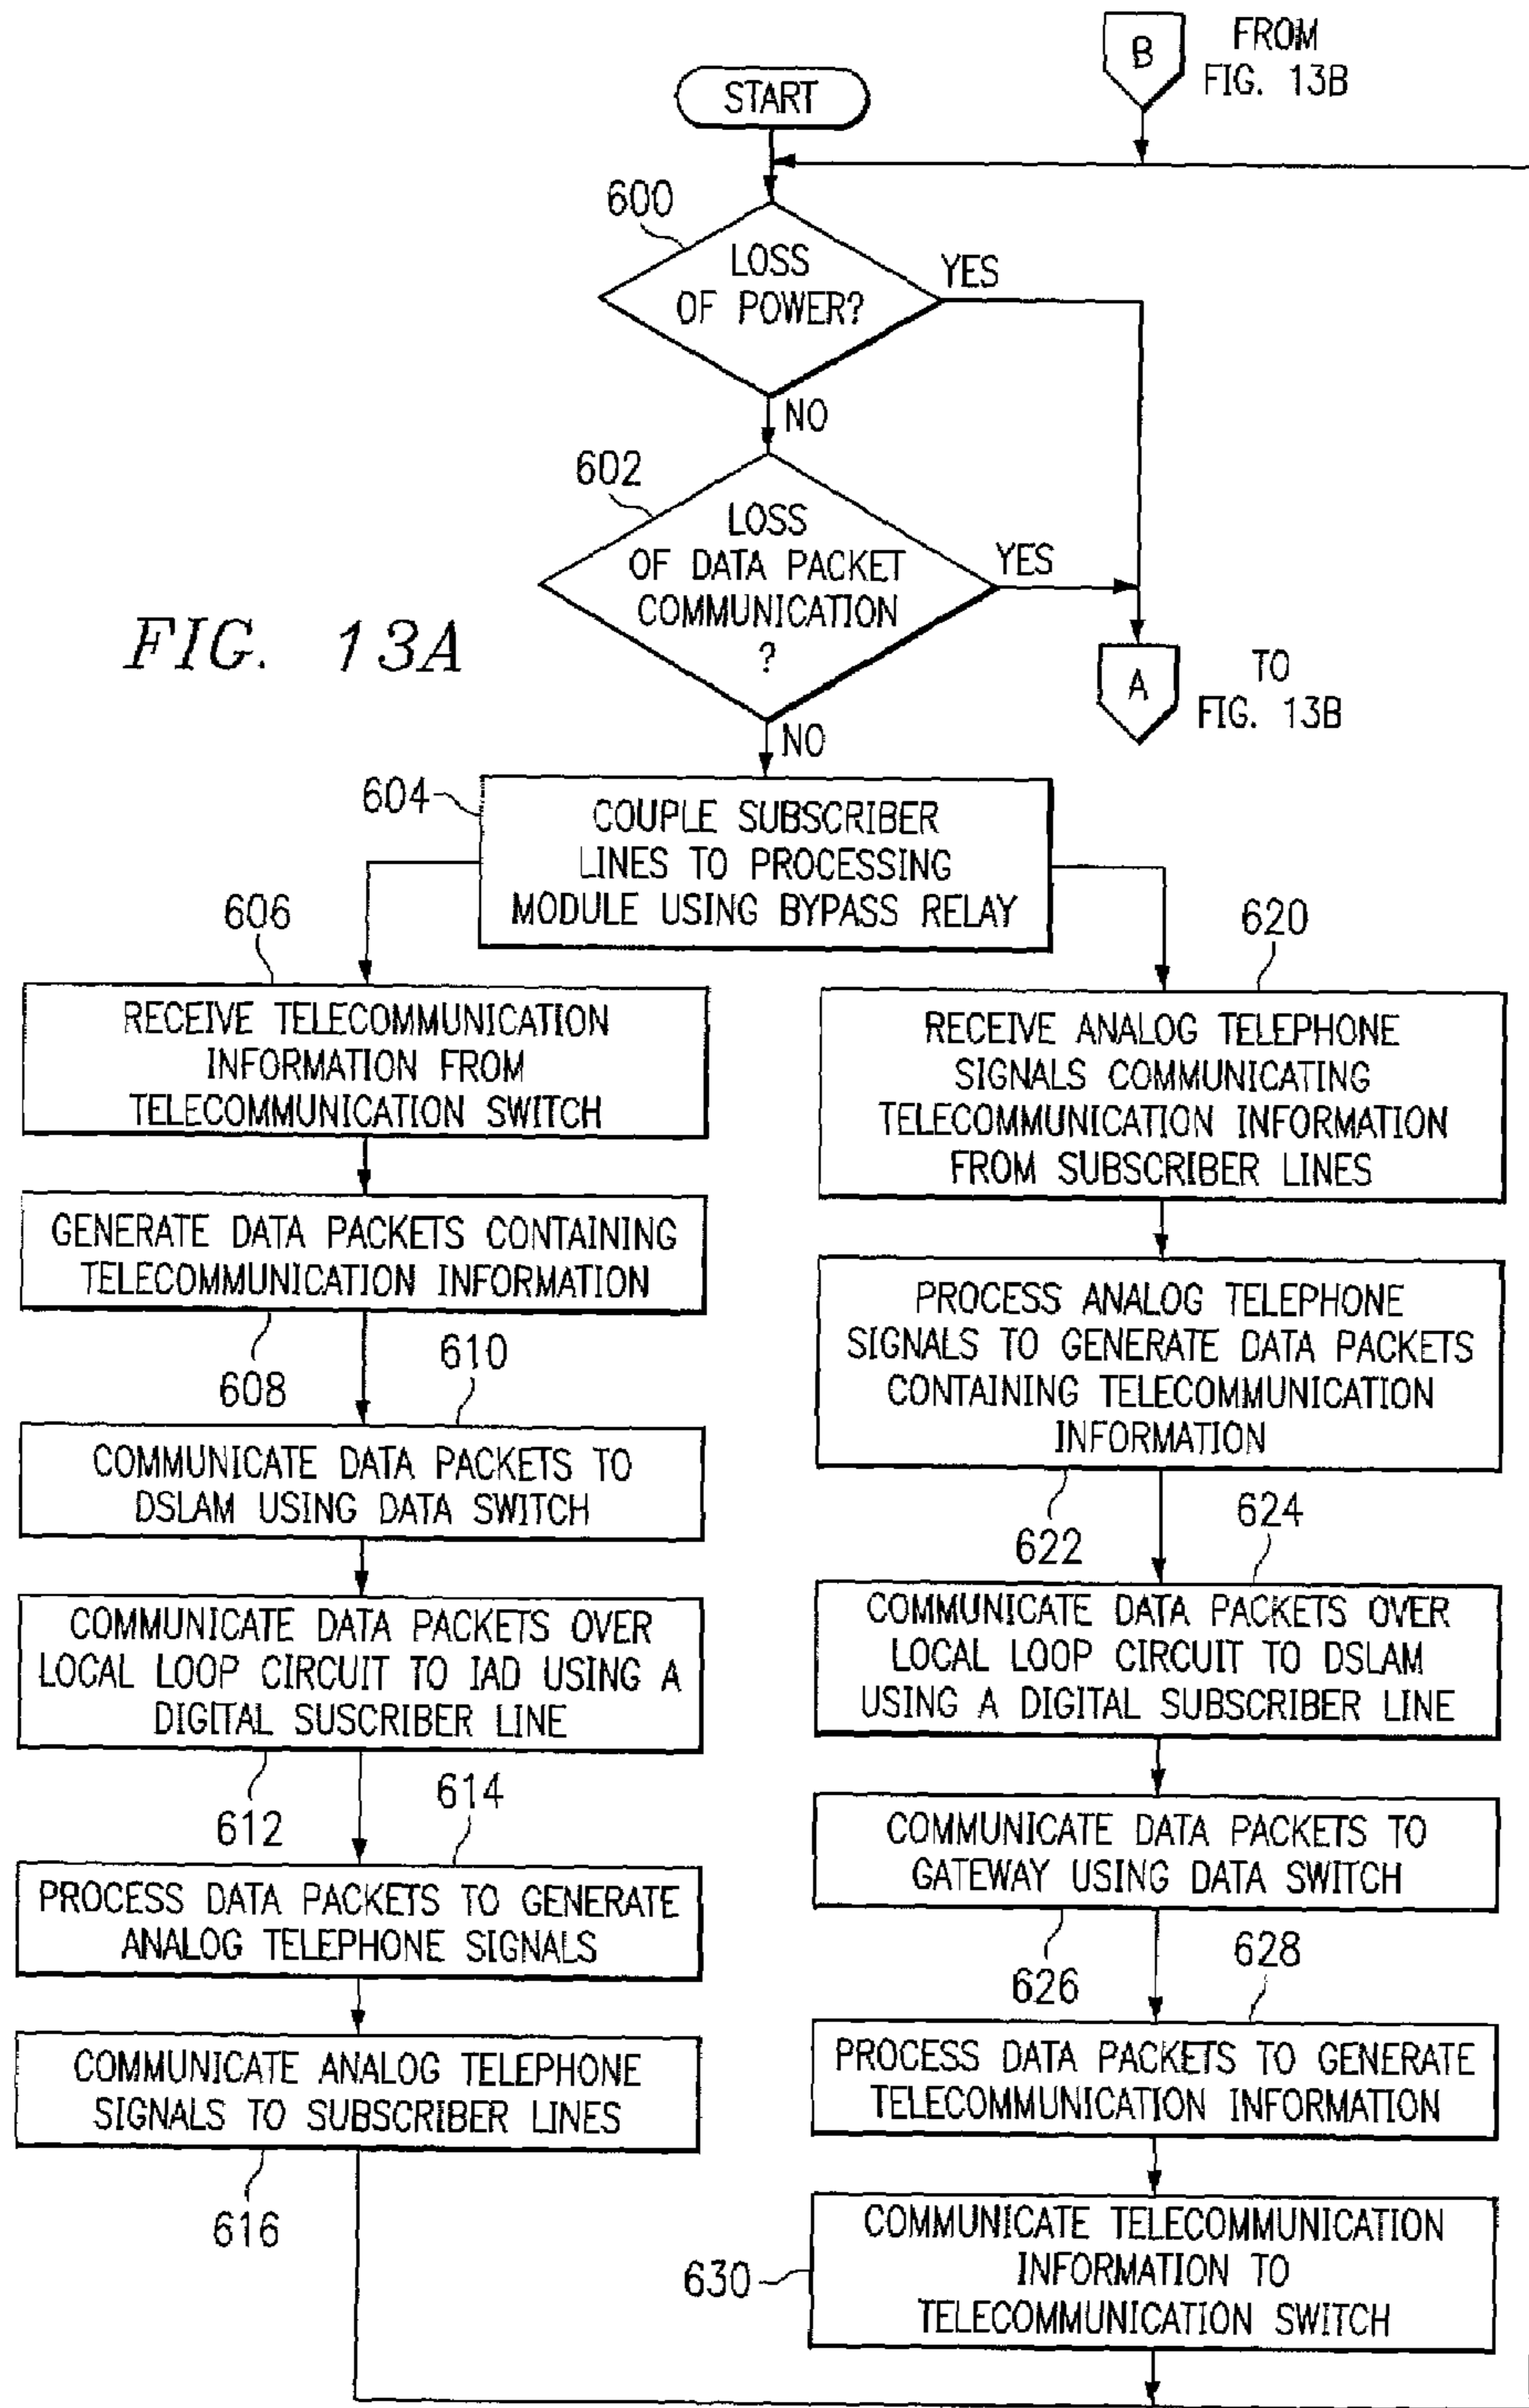 B
FROM
FIG. 13B
START
600
LOSS
OF POWER?
YES
NO
602
LOSS
OF DATA PACKET
COMMUNICATION
?
YES
FIG. 13A
A
TO
FIG. 13B
NO
604
COUPLE SUBSCRIBER
LINES TO PROCESSING
MODULE USING BYPASS RELAY
606
RECEIVE TELECOMMUNICATION
INFORMATION FROM
TELECOMMUNICATION SWITCH
GENERATE DATA PACKETS CONTAINING
TELECOMMUNICATION INFORMATION
608
610
COMMUNICATE DATA PACKETS TO
DSLAM USING DATA SWITCH
COMMUNICATE DATA PACKETS OVER
LOCAL LOOP CIRCUIT TO IAD USING A
DIGITAL SUSCRIBER LINE
612
614
PROCESS DATA PACKETS TO GENERATE
ANALOG TELEPHONE SIGNALS
COMMUNICATE ANALOG TELEPHONE
SIGNALS TO SUBSCRIBER LINES
616
620
RECEIVE ANALOG TELEPHONE
SIGNALS COMMUNICATING
TELECOMMUNICATION INFORMATION
FROM SUBSCRIBER LINES
PROCESS ANALOG TELEPHONE
SIGNALS TO GENERATE DATA PACKETS
CONTAINING TELECOMMUNICATION
INFORMATION
622
624
COMMUNICATE DATA PACKETS OVER
LOCAL LOOP CIRCUIT TO DSLAM
USING A DIGITAL SUBSCRIBER LINE
COMMUNICATE DATA PACKETS TO
GATEWAY USING DATA SWITCH
626
628
PROCESS DATA PACKETS TO GENERATE
TELECOMMUNICATION INFORMATION
630
COMMUNICATE TELECOMMUNICATION
INFORMATION TO
TELECOMMUNICATION SWITCH